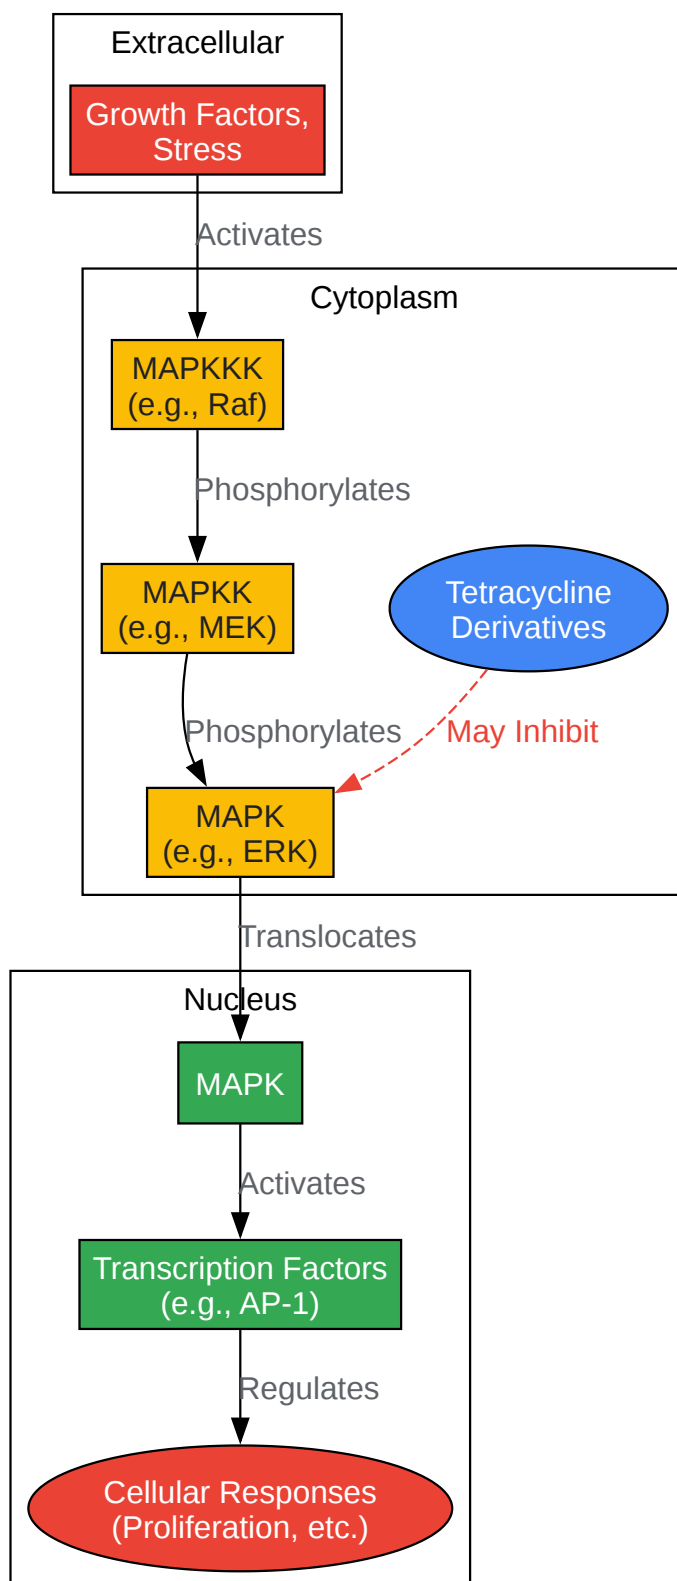 Extracellular
Growth Factors,
Stress
Activates
Cytoplasm
MAPKKK
(e.g., Raf)
Phosphorylates
MAPKK
(e.g., MEK)
Tetracycline
Derivatives
Phosphorylates
May Inhibit
MAPK
(e.g., ERK)
Translocates
Nucleus
MAPK
Activates
Transcription Factors
(e.g., AP-1)
Regulates
Cellular Responses
(Proliferation, etc.)